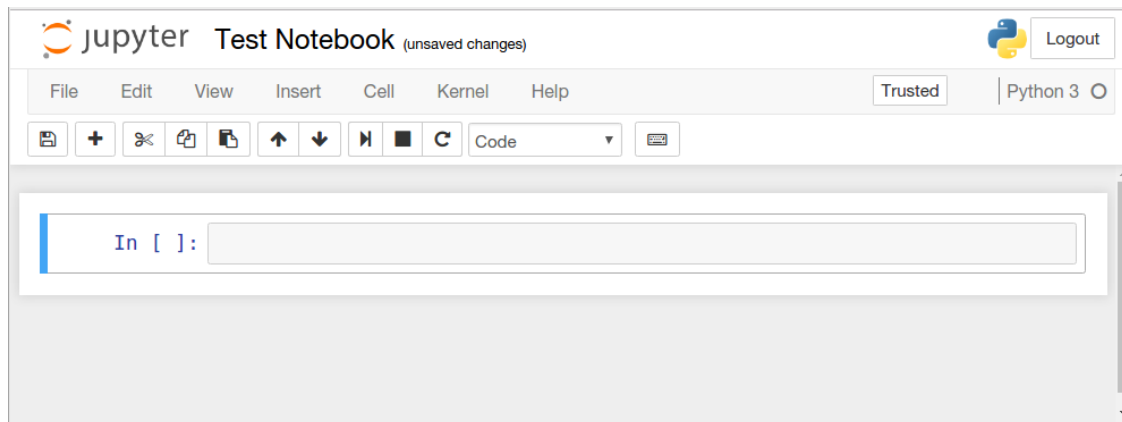 jupyter Test Notebook (unsaved changes) Logout
File Edit View Insert Cell Kernel Help Trusted Python 3
Code
In [ ]: